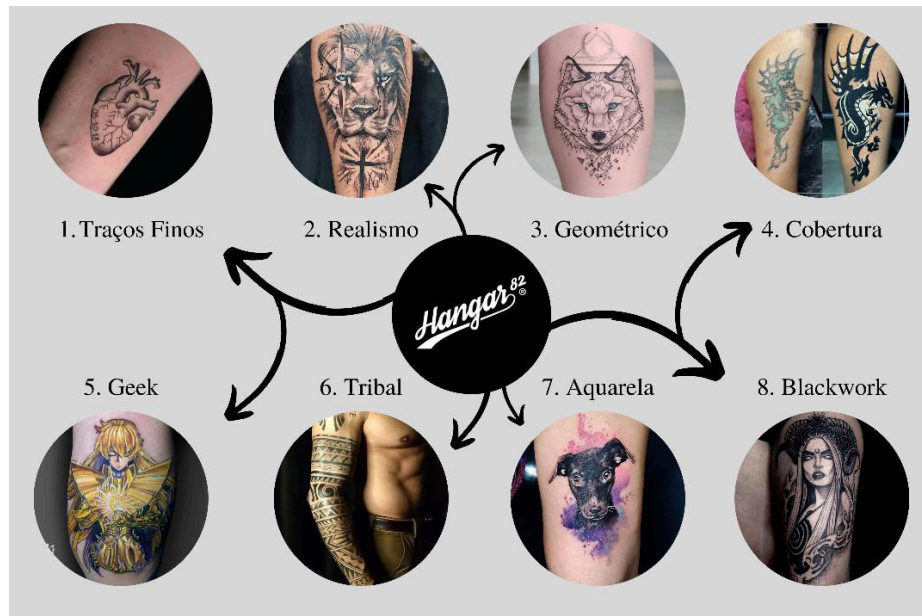 1. Traços Finos
2. Realismo
3. Geométrico
4. Cobertura
Hangar 82
®
5. Geek
6. Tribal
7. Aquarela
8. Blackwork